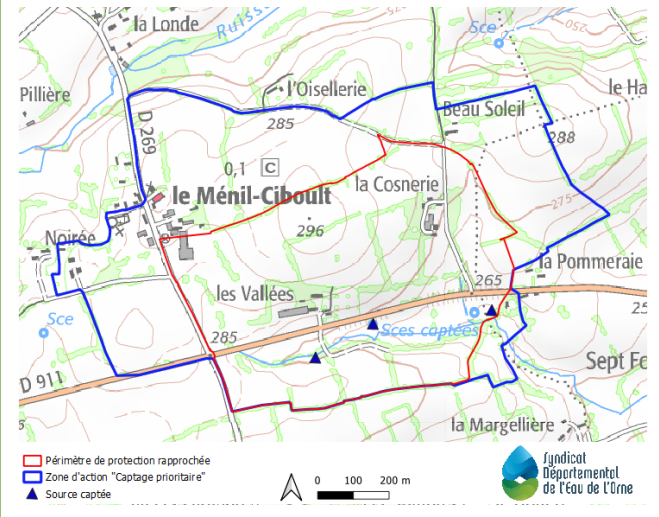 la Londe
Ruiss
Sce
Pillière
l'Oisellerie
le Ha
D 269
285
Beau Soleil
288
0,1 C
la Cosnerie
le Ménil-Ciboult
275
296
Noirée
la Pommeraie
265
les Vallées
25
Sce
Sces captées
285
D 911
Sept Fo
la Margellière
Périmètre de protection rapprochée
Zone d'action "Captage prioritaire"
Source captée
0 100 200 m
Syndicat
Départemental
de l'Eau de l'Orne